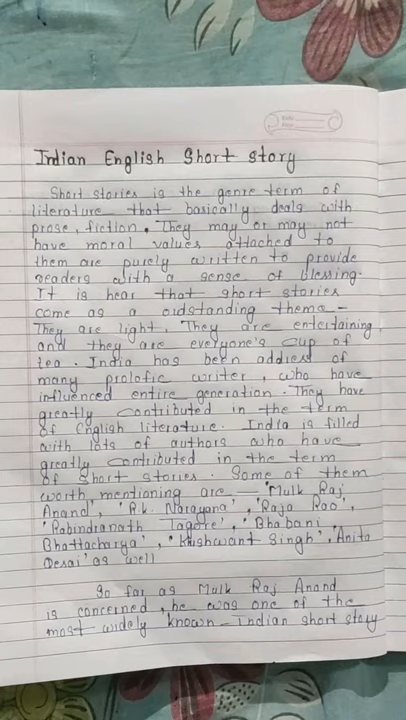 Indian English Short story
Short stories is the genre term of
literature that basically deals with
prose, fiction. They may or may not
have moral values attached to
them are purely written to provide
readers with a sense of blessing.
It is hear that short stories
come as a oudstanding theme -
They are light, They are entertaining,
and they are everyone's cup of
tea. India has been address of
many prolofic writer, who have
influenced entire generation. They have
greatly contributed in the term
of English literature. India is filled
with lots of authors who have
greatly contributed in the term
of short stories. Some of them
worth, mentioning are - 'Mulk Raj,
Anand', 'R.k. Narayana', 'Raja Rao',
'Rabindranath Tagore', 'Bhabani
Bhattacharya', 'Khushwant Singh', 'Anita
Desai' as well
So far as Mulk Raj Anand
is concerned, he was one of the
most widely known Indian short story